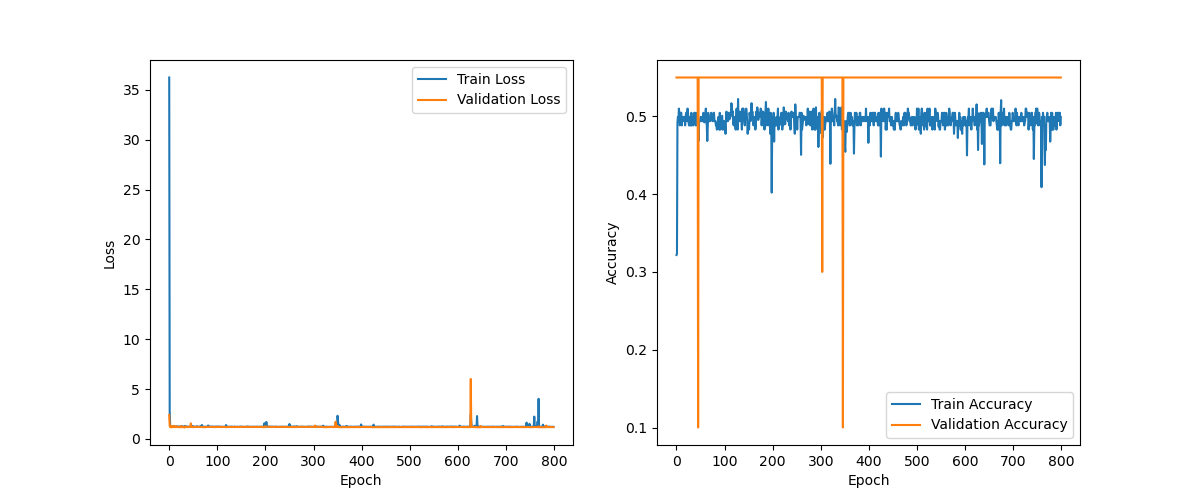 Train Loss
Validation Loss
35
30
25
20
15
10
5
0
Loss
0 100 200 300 400 500 600 700 800
Epoch
0.5
0.4
0.3
0.2
0.1
Accuracy
Train Accuracy
Validation Accuracy
0 100 200 300 400 500 600 700 800
Epoch